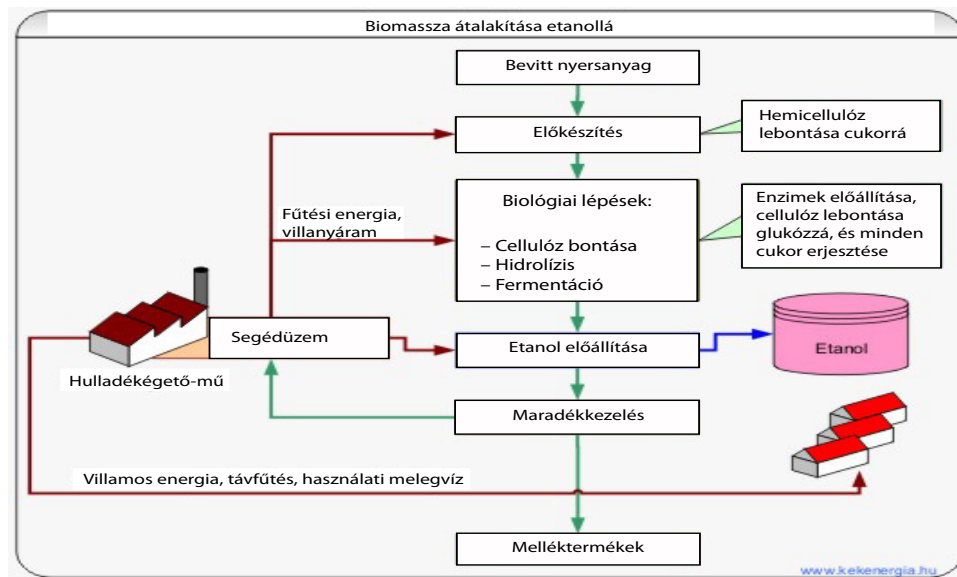 Biomassza átalakítása etanollá
Bevitt nyersanyag
Előkészítés
Hemicellulóz
lebontása cukorrá
Biológiai lépések:
– Cellulóz bontása
– Hidrolízis
– Fermentáció
Enzimek előállítása,
cellulóz lebontása
glukózzá, és minden
cukor erjesztése
Fűtési energia,
villanyáram
Segédüzem
Hulladékégető-mű
Etanol előállítása
Etanol
Maradékkezelés
Villamos energia, távfűtés, használati melegvíz
Melléktermékek
www.kekenergia.hu